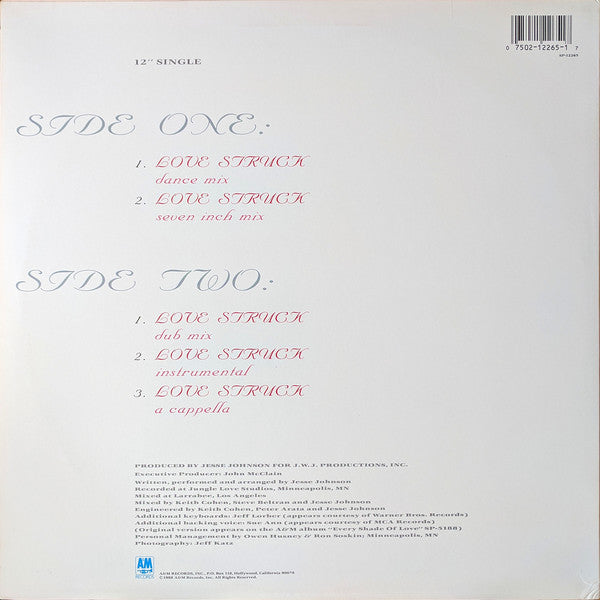 12" SINGLE
0 7502-12265-1 7
SP-12265
SIDE ONE:
1. LOVE STRUCK
dance mix
2. LOVE STRUCK
seven inch mix
SIDE TWO:
1. LOVE STRUCK
dub mix
2. LOVE STRUCK
instrumental
3. LOVE STRUCK
a cappella
PRODUCED BY JESSE JOHNSON FOR J.W.J. PRODUCTIONS, INC.
Executive Producer: John McClain
Written, performed and arranged by Jesse Johnson
Recorded at Jungle Love Studios, Minneapolis, MN
Mixed at Larrabee, Los Angeles
Mixed by Keith Cohen, Steve Beltran and Jesse Johnson
Engineered by Keith Cohen, Peter Arata and Jesse Johnson
Additional keyboards: Jeff Lorber (appears courtesy of Warner Bros. Records)
Additional backing voice: Sue Ann (appears courtesy of MCA Records)
(Original version appears on the A&M album "Every Shade Of Love" SP-5188)
Personal Management by Owen Husney & Ron Soskin; Minneapolis, MN
Photography: Jeff Katz
A&M
RECORDS
A&M RECORDS, INC., P.O. Box 118, Hollywood, California 90078
©1988 A&M Records, Inc. All Rights Reserved.